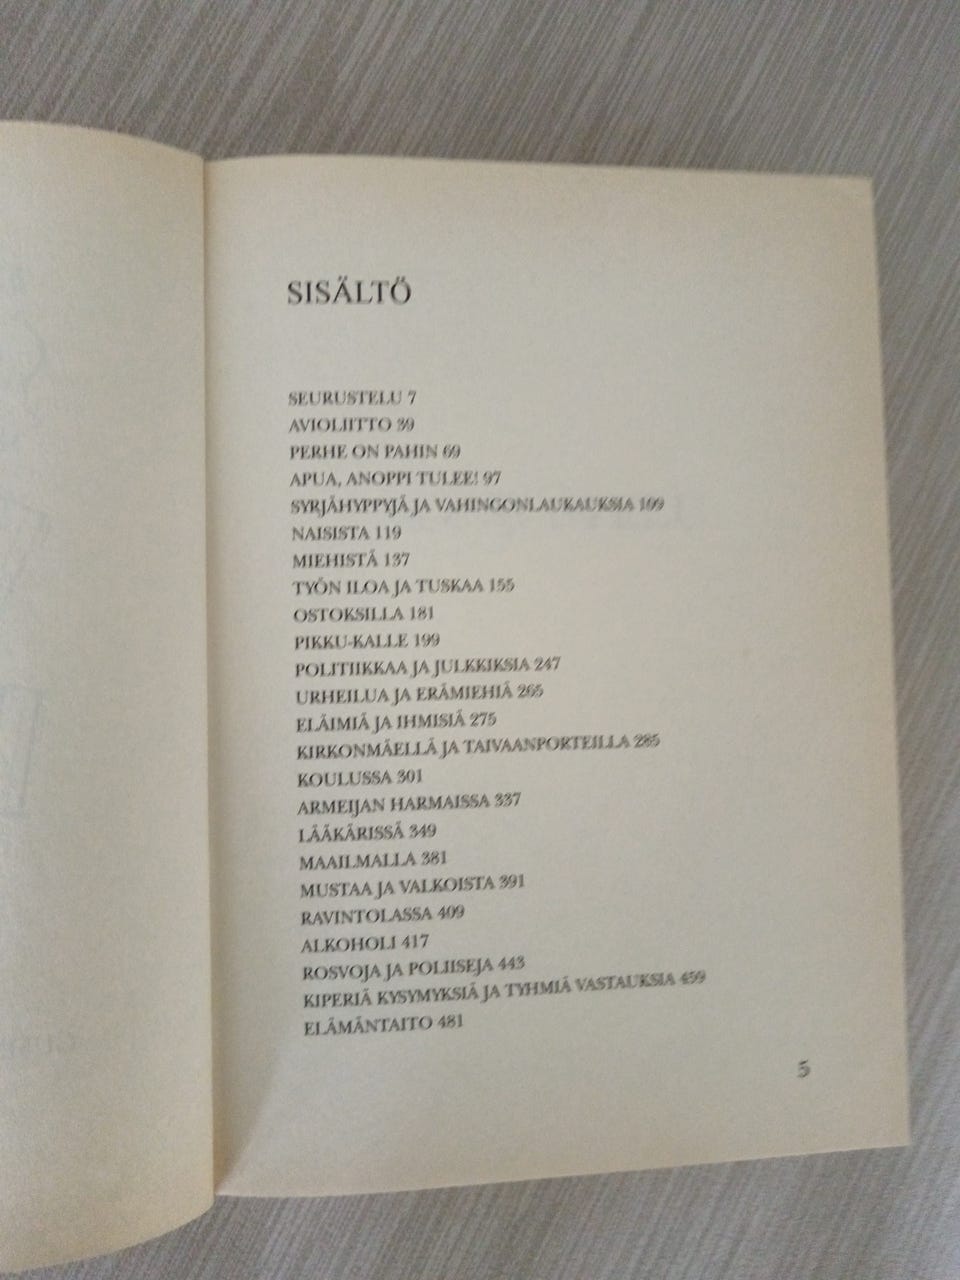 SISÄLTÖ
SEURUSTELU 7
AVIOLIITTO 39
PERHE ON PAHIN 69
APUA, ANOPPI TULEE! 97
SYRJÄHYPPYJÄ JA VAHINGONLAUKAUKSIA 109
NAISISTA 119
MIEHISTÄ 137
TYÖN ILOA JA TUSKAA 155
OSTOKSILLA 181
PIKKU-KALLE 199
POLITIIKKAA JA JULKKIKSIA 247
URHEILUA JA ERÄMIEHIÄ 265
ELÄIMIÄ JA IHMISIÄ 275
KIRKONMÄELLÄ JA TAIVAANPORTEILLA 285
KOULUSSA 301
ARMEIJAN HARMAISSA 337
LÄÄKÄRISSÄ 349
MAAILMALLA 381
MUSTAA JA VALKOISTA 391
RAVINTOLASSA 409
ALKOHOLI 417
ROSVOJA JA POLIISEJA 443
KIPERIÄ KYSYMYKSIÄ JA TYHMIÄ VASTAUKSIA 459
ELÄMÄNTAITO 481
5